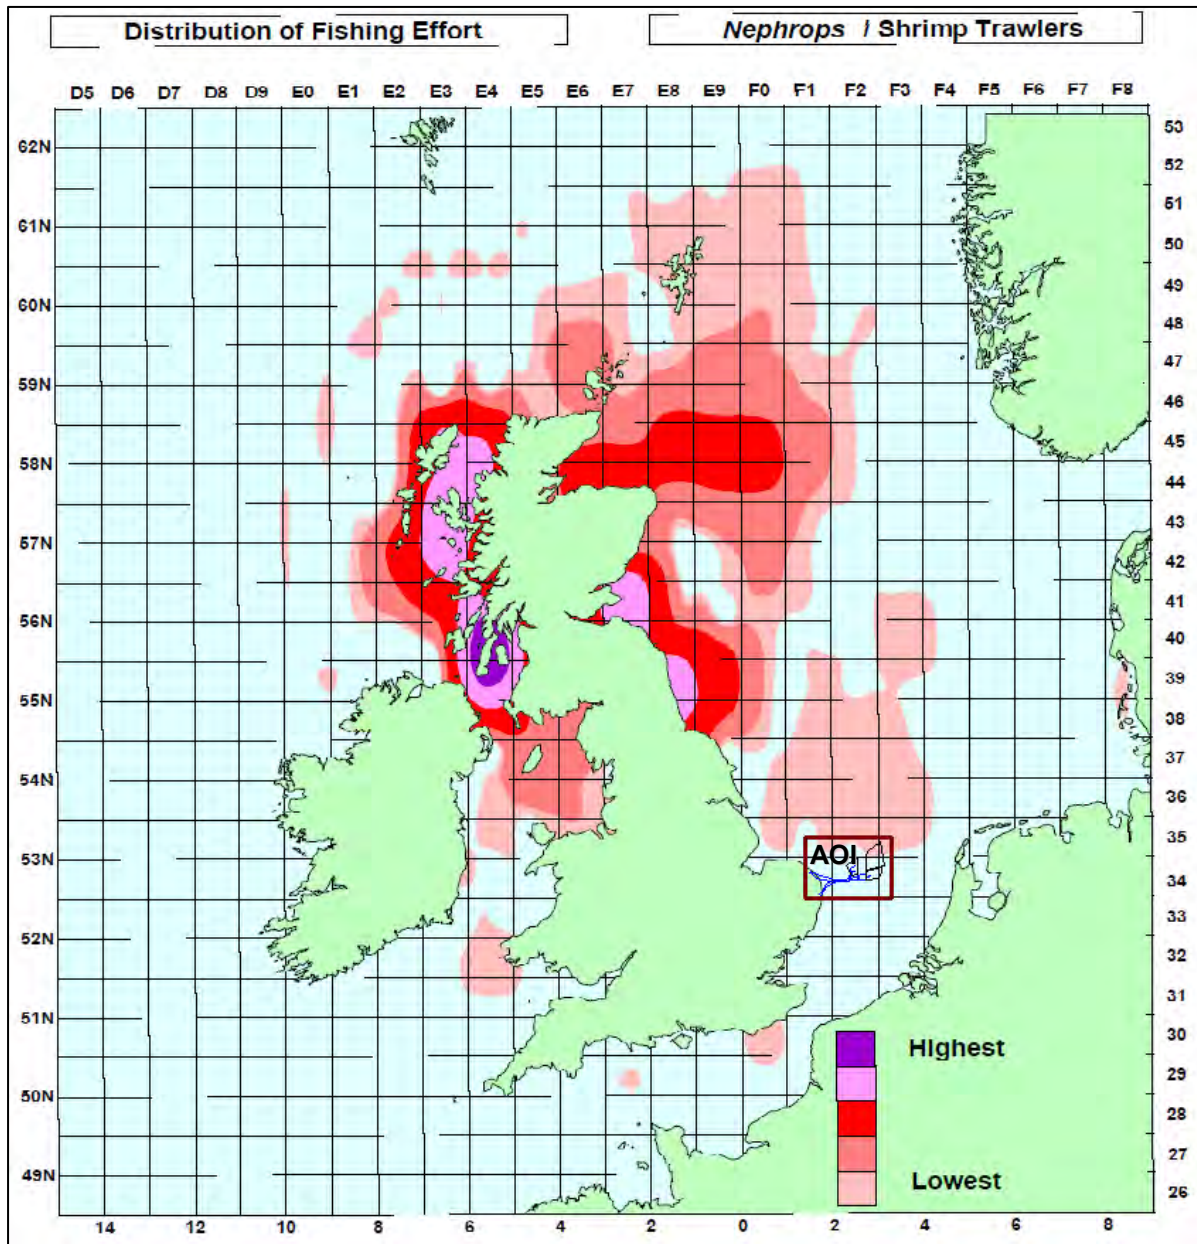 Distribution of Fishing Effort Nephrops / Shrimp Trawlers
D5 D6 D7 D8 D9 E0 E1 E2 E3 E4 E5 E6 E7 E8 E9 F0 F1 F2 F3 F4 F5 F6 F7 F8
53
62N
52
51
61N
50
60N
49
48
47
59N
46
45
58N
44
43
57N
42
41
56N
40
39
55N
38
37
54N
36
35
53N
AOI
34
33
52N
32
31
51N
30
Highest
29
50N
28
27
49N
Lowest
26
14 12 10 8 6 4 2 0 2 4 6 8